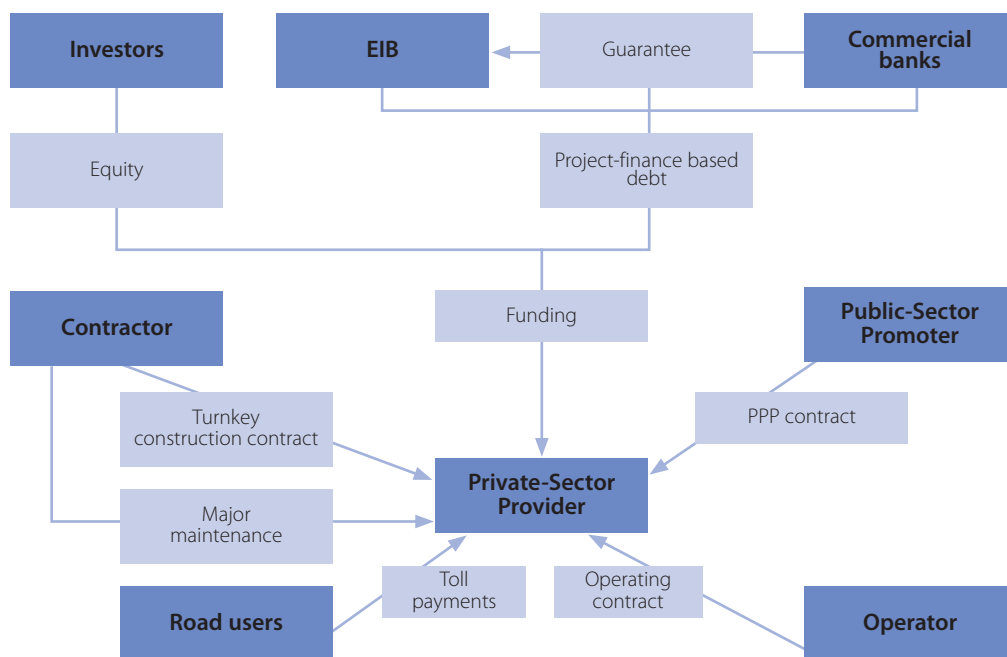 Investors
EIB
Guarantee
Commercial
banks
Equity
Project-finance based
debt
Contractor
Funding
Public-Sector
Promoter
Turnkey
construction contract
PPP contract
Private-Sector
Provider
Major
maintenance
Road users
Toll
payments
Operating
contract
Operator